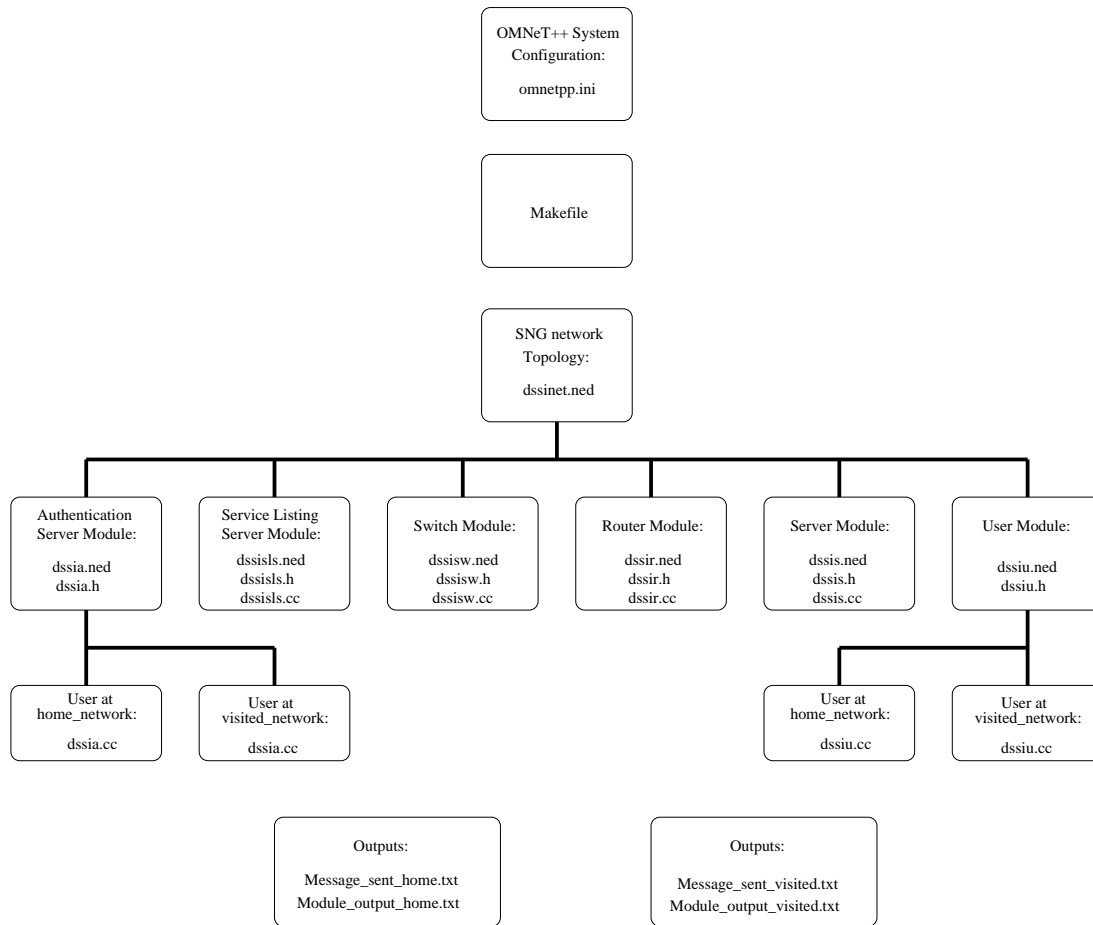 OMNeT++ System
Configuration:
omnetpp.ini
Makefile
SNG network
Topology:
dssinet.ned
Authentication
Server Module:
dssia.ned
dssia.h
Service Listing
Server Module:
dssisls.ned
dssisls.h
dssisls.cc
Switch Module:
dssisw.ned
dssisw.h
dssisw.cc
Router Module:
dssir.ned
dssir.h
dssir.cc
Server Module:
dssis.ned
dssis.h
dssis.cc
User Module:
dssiu.ned
dssiu.h
User at
home_network:
dssia.cc
User at
visited_network:
dssia.cc
User at
home_network:
dssiu.cc
User at
visited_network:
dssiu.cc
Outputs:
Message_sent_home.txt
Module_output_home.txt
Outputs:
Message_sent_visited.txt
Module_output_visited.txt